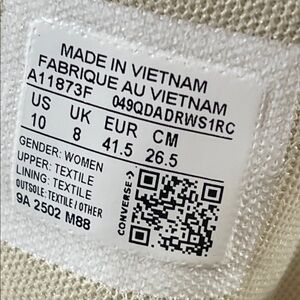 MADE IN VIETNAM
FABRIQUE AU VIETNAM
A11873F 049QDADRWS1RC
US UK EUR CM
10 8 41.5 26.5
GENDER: WOMEN
UPPER: TEXTILE
LINING: TEXTILE
OUTSOLE: TEXTILE / OTHER
9A 2502 M88
CONVERSE